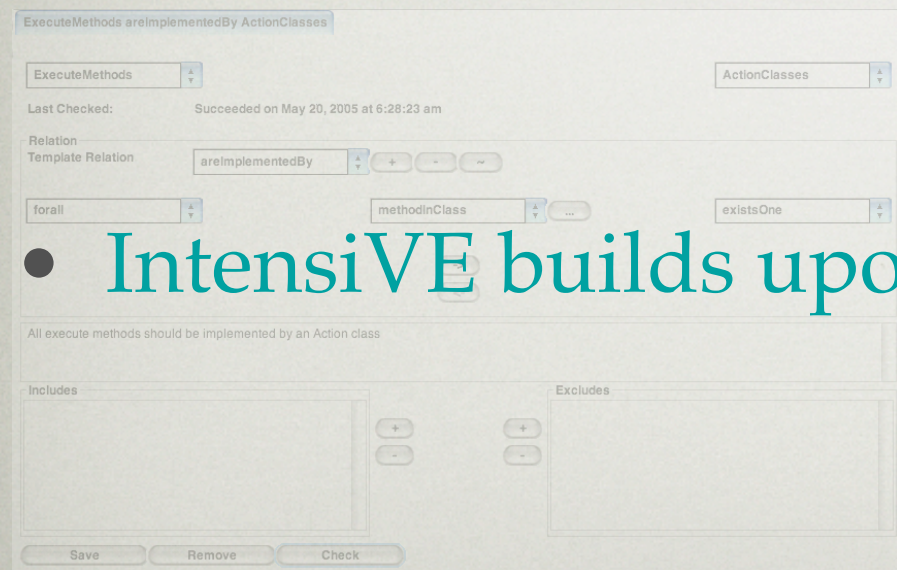 ExecuteMethods areImplementedBy ActionClasses
ExecuteMethods ActionClasses
Last Checked: Succeeded on May 20, 2005 at 6:28:23 am
Relation
Template Relation areImplementedBy + - ~
forall methodInClass ... existsOne
• IntensiVE builds upo
All execute methods should be implemented by an Action class
Includes Excludes
+ +
- -
Save Remove Check